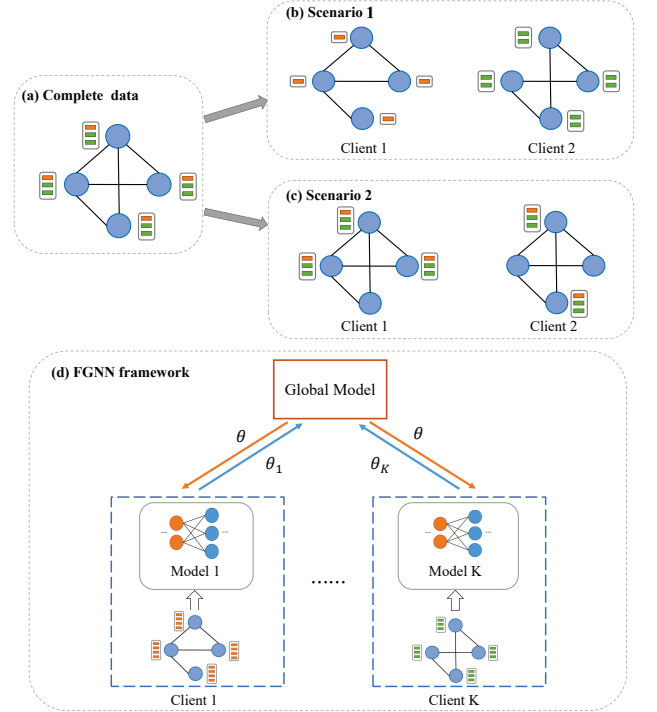 (b) Scenario 1
Client 1
Client 2
(a) Complete data
(c) Scenario 2
Client 1
Client 2
(d) FGNN framework
Global Model
θ
θ
θ₁
θ_K
...
...
...
...
Model 1
Model K
......
Client 1
Client K